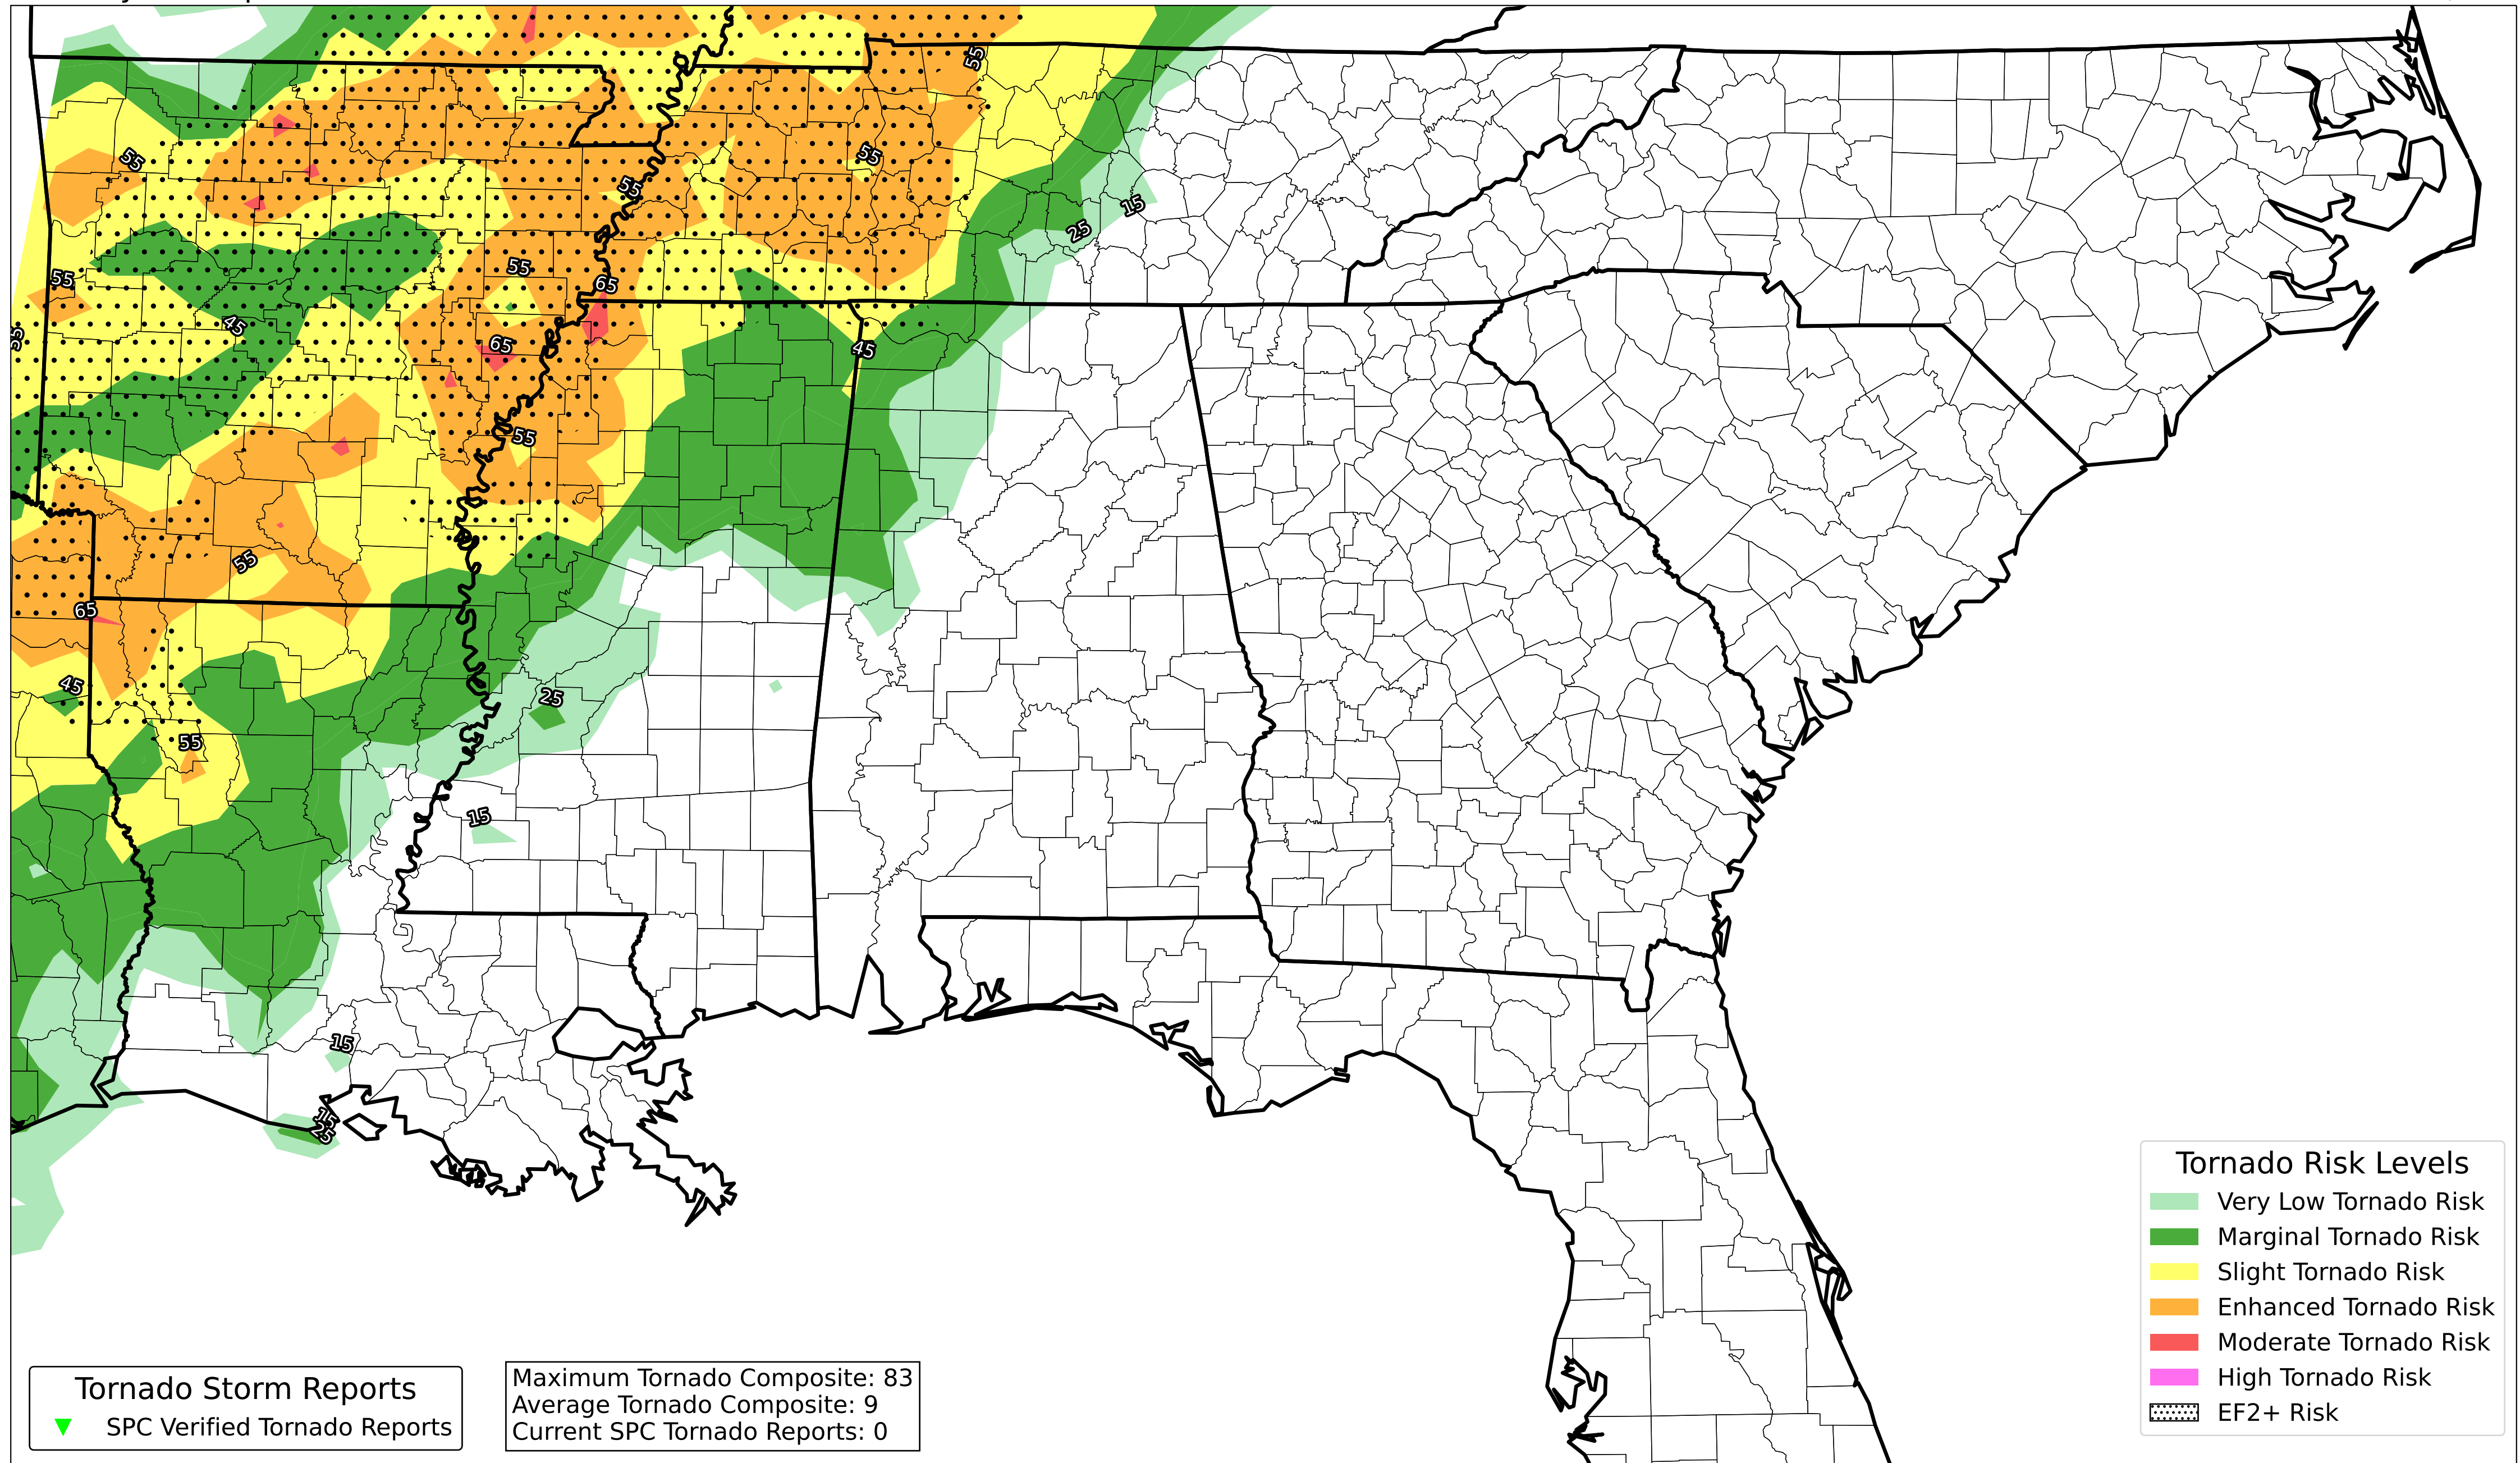 55
55
55
55
15
25
55
55
65
55
45
65
45
55
55
65
45
25
55
15
15
15
25
Tornado Risk Levels
Very Low Tornado Risk
Marginal Tornado Risk
Slight Tornado Risk
Enhanced Tornado Risk
Moderate Tornado Risk
High Tornado Risk
EF2+ Risk
Tornado Storm Reports
SPC Verified Tornado Reports
Maximum Tornado Composite: 83
Average Tornado Composite: 9
Current SPC Tornado Reports: 0